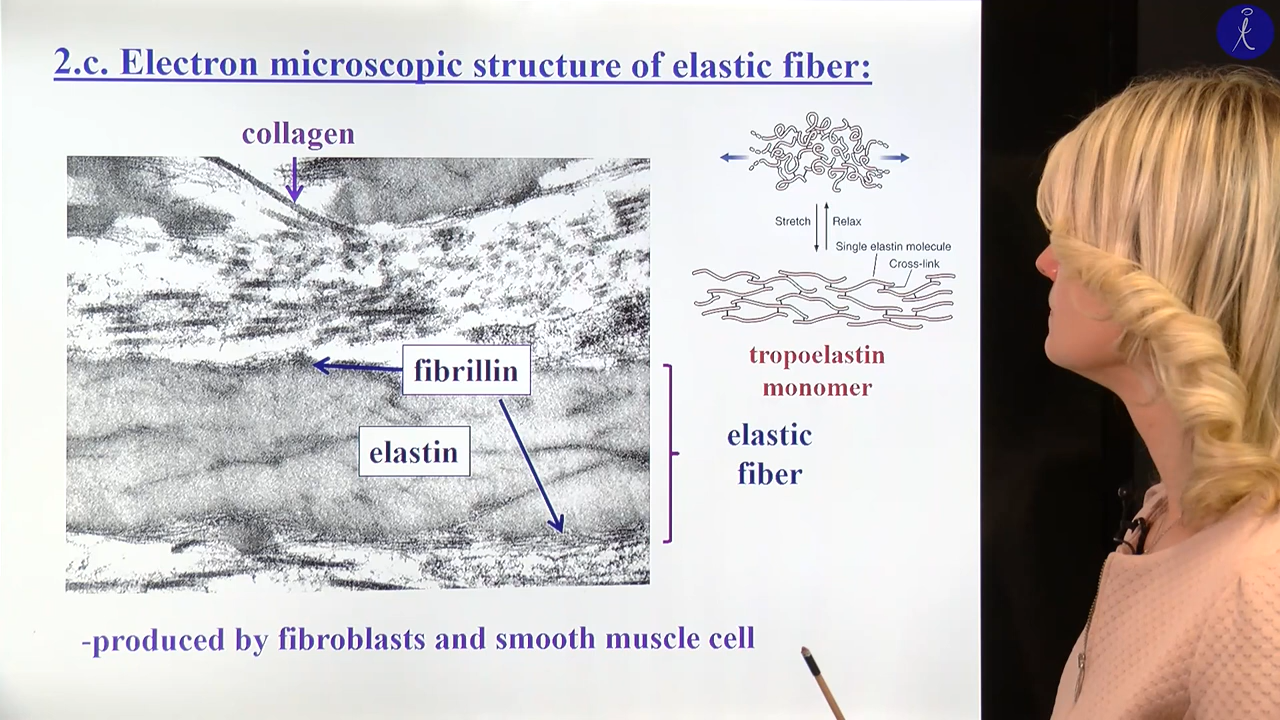 2.c. Electron microscopic structure of elastic fiber:
collagen
Stretch
Relax
Single elastin molecule
Cross-link
fibrillin
tropoelastin
monomer
elastin
elastic
fiber
-produced by fibroblasts and smooth muscle cell